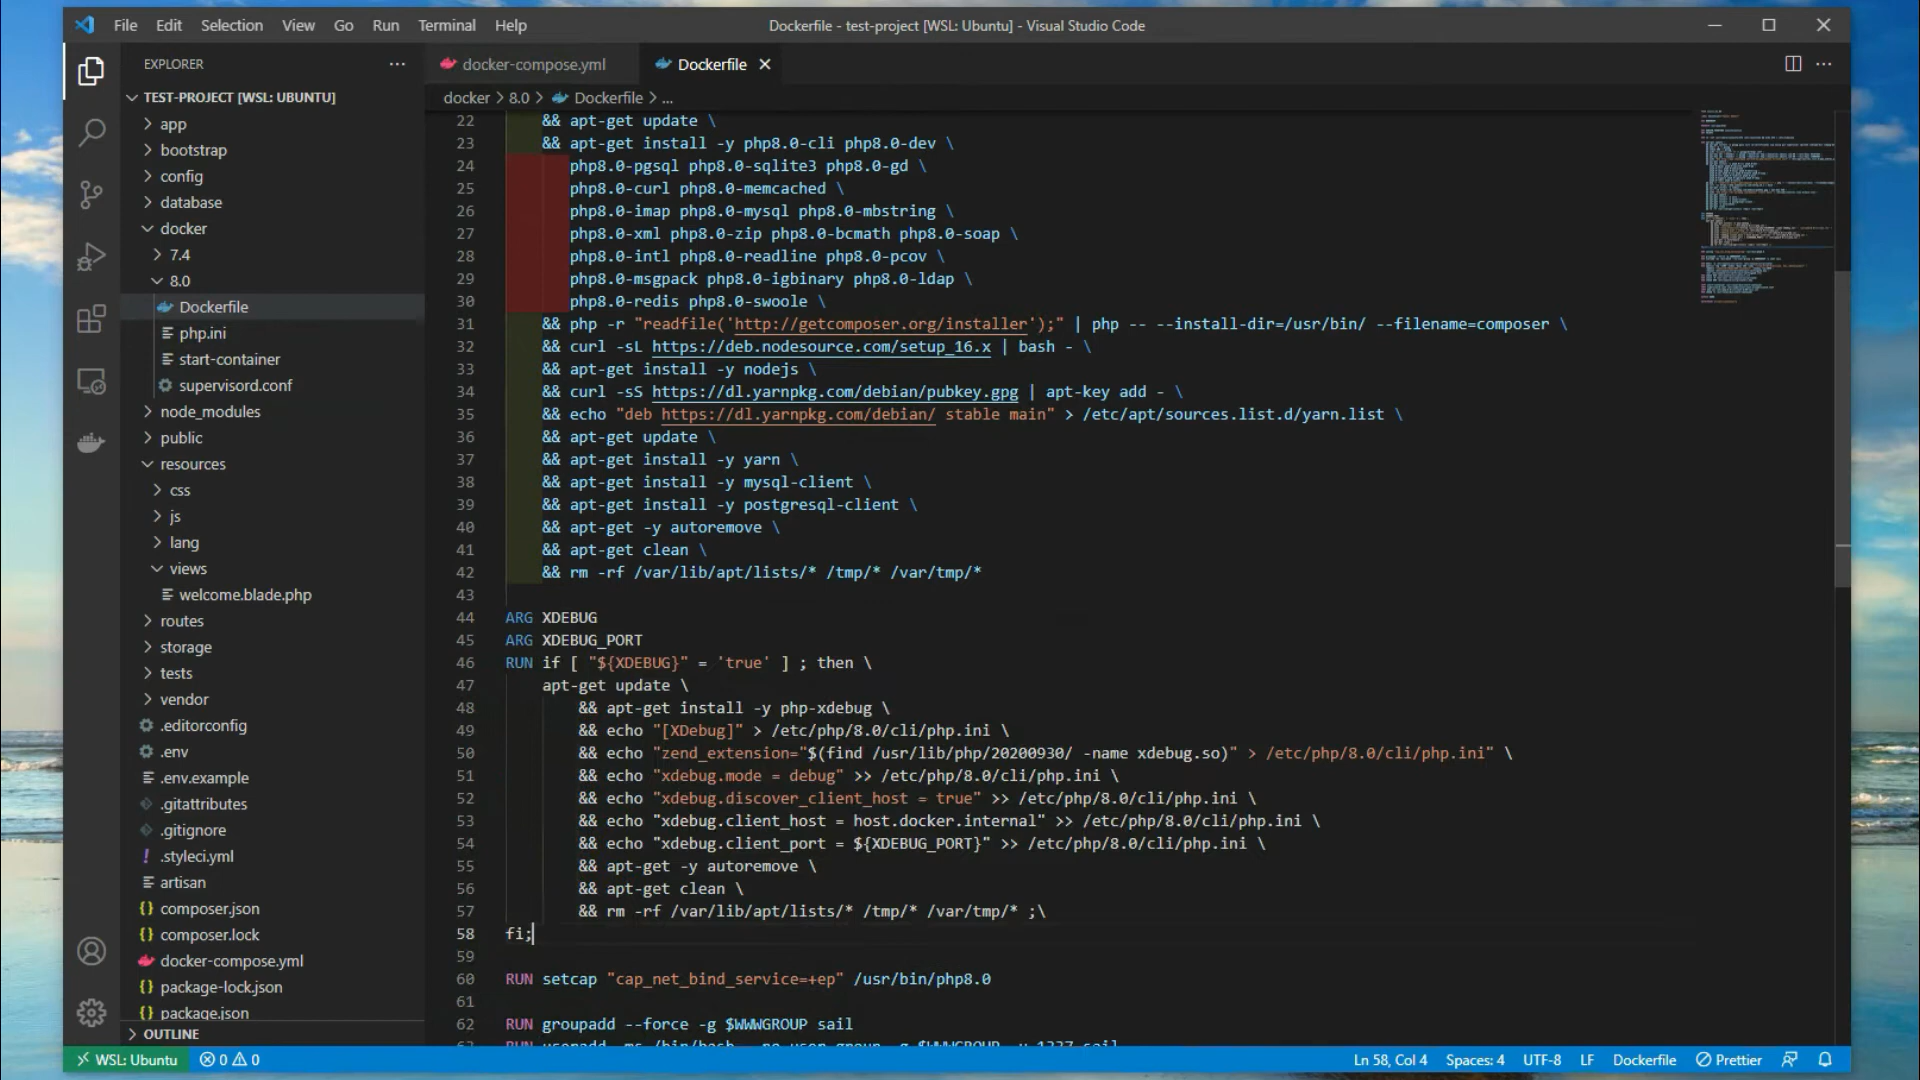 File Edit Selection View Go Run Terminal Help
Dockerfile - test-project [WSL: Ubuntu] - Visual Studio Code
EXPLORER
TEST-PROJECT [WSL: UBUNTU]
app
bootstrap
config
database
docker
7.4
8.0
Dockerfile
php.ini
start-container
supervisord.conf
node_modules
public
resources
css
js
lang
views
welcome.blade.php
routes
storage
tests
vendor
.editorconfig
.env
.env.example
.gitattributes
.gitignore
.styleci.yml
artisan
composer.json
composer.lock
docker-compose.yml
package-lock.json
package.json
OUTLINE
docker-compose.yml Dockerfile
docker > 8.0 > Dockerfile > ...
22 && apt-get update \
23 && apt-get install -y php8.0-cli php8.0-dev \
24 php8.0-pgsql php8.0-sqlite3 php8.0-gd \
25 php8.0-curl php8.0-memcached \
26 php8.0-imap php8.0-mysql php8.0-mbstring \
27 php8.0-xml php8.0-zip php8.0-bcmath php8.0-soap \
28 php8.0-intl php8.0-readline php8.0-pcov \
29 php8.0-msgpack php8.0-igbinary php8.0-ldap \
30 php8.0-redis php8.0-swoole \
31 && php -r "readfile('http://getcomposer.org/installer');" | php -- --install-dir=/usr/bin/ --filename=composer \
32 && curl -sL https://deb.nodesource.com/setup_16.x | bash - \
33 && apt-get install -y nodejs \
34 && curl -sS https://dl.yarnpkg.com/debian/pubkey.gpg | apt-key add - \
35 && echo "deb https://dl.yarnpkg.com/debian/ stable main" > /etc/apt/sources.list.d/yarn.list \
36 && apt-get update \
37 && apt-get install -y yarn \
38 && apt-get install -y mysql-client \
39 && apt-get install -y postgresql-client \
40 && apt-get -y autoremove \
41 && apt-get clean \
42 && rm -rf /var/lib/apt/lists/* /tmp/* /var/tmp/*
43
44 ARG XDEBUG
45 ARG XDEBUG_PORT
46 RUN if [ "${XDEBUG}" = 'true' ] ; then \
47 apt-get update \
48 && apt-get install -y php-xdebug \
49 && echo "[XDebug]" > /etc/php/8.0/cli/php.ini \
50 && echo "zend_extension="$(find /usr/lib/php/20200930/ -name xdebug.so)" > /etc/php/8.0/cli/php.ini" \
51 && echo "xdebug.mode = debug" >> /etc/php/8.0/cli/php.ini \
52 && echo "xdebug.discover_client_host = true" >> /etc/php/8.0/cli/php.ini \
53 && echo "xdebug.client_host = host.docker.internal" >> /etc/php/8.0/cli/php.ini \
54 && echo "xdebug.client_port = ${XDEBUG_PORT}" >> /etc/php/8.0/cli/php.ini \
55 && apt-get -y autoremove \
56 && apt-get clean \
57 && rm -rf /var/lib/apt/lists/* /tmp/* /var/tmp/* ;\
58 fi;
59
60 RUN setcap "cap_net_bind_service=+ep" /usr/bin/php8.0
61
62 RUN groupadd --force -g $WWWGROUP sail
WSL: Ubuntu 0 0 Ln 58, Col 4 Spaces: 4 UTF-8 LF Dockerfile Prettier